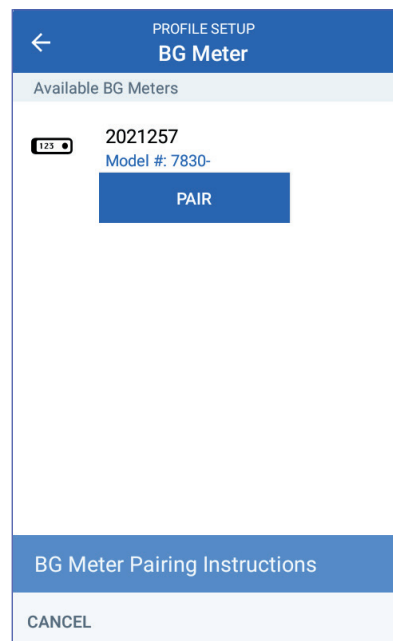 PROFILE SETUP
BG Meter
Available BG Meters
123
2021257
Model #: 7830-
PAIR
BG Meter Pairing Instructions
CANCEL